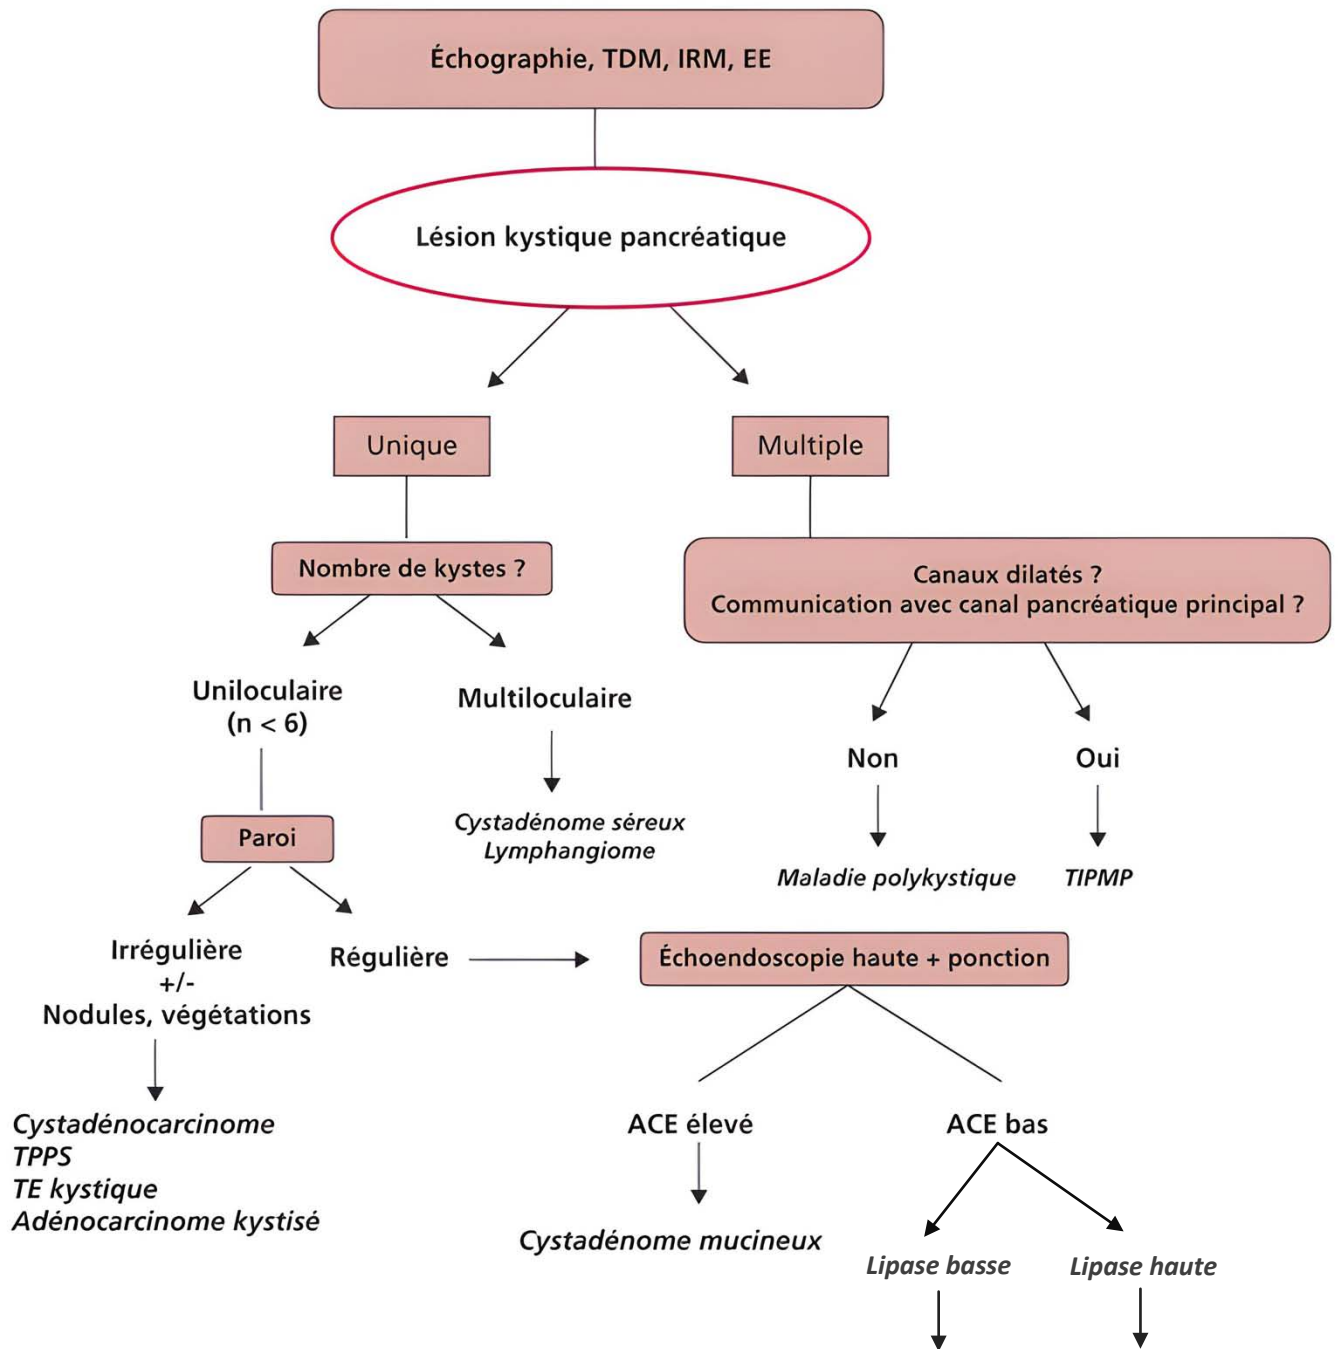 Échographie, TDM, IRM, EE
Lésion kystique pancréatique
Unique
Multiple
Nombre de kystes ?
Canaux dilatés ?
Communication avec canal pancréatique principal ?
Uniloculaire
(n < 6)
Multiloculaire
Non
Oui
Cystadénome séreux
Lymphangiome
Paroi
Maladie polykystique
TIPMP
Irrégulière
+/-
Nodules, végétations
Régulière
Échoendoscopie haute + ponction
Cystadénocarcinome
TPPS
TE kystique
Adénocarcinome kystisé
ACE élevé
ACE bas
Cystadénome mucineux
Lipase basse
Lipase haute